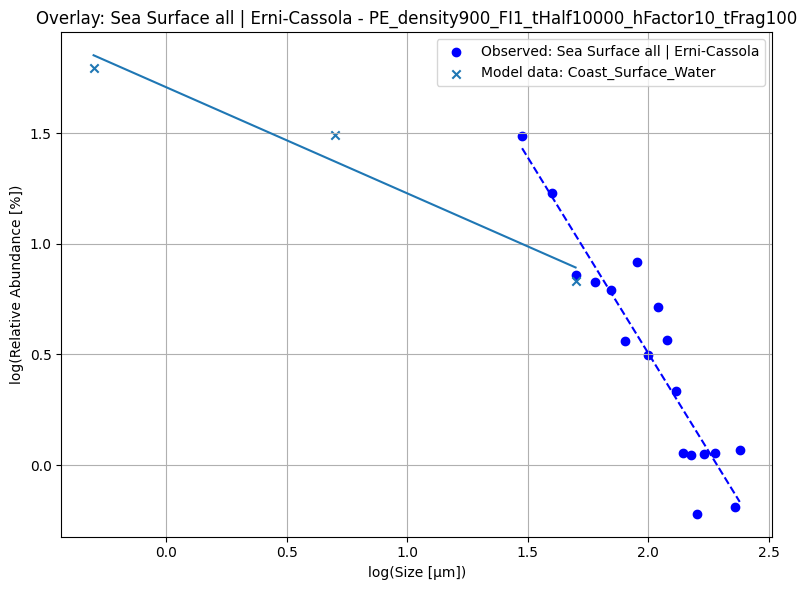 Overlay: Sea Surface all | Erni-Cassola - PE_density900_FI1_tHalf10000_hFactor10_tFrag100
Observed: Sea Surface all | Erni-Cassola
Model data: Coast_Surface_Water
log(Relative Abundance [%])
1.5
1.0
0.5
0.0
0.0 0.5 1.0 1.5 2.0 2.5
log(Size [μm])